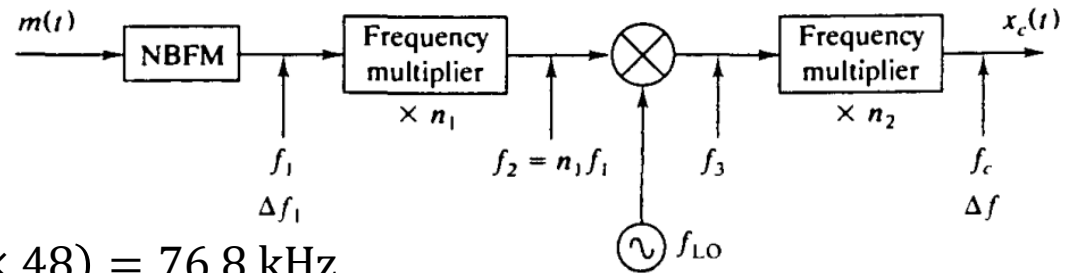 m(t)
NBFM
Frequency multiplier
× n₁
Frequency multiplier
× n₂
x_c(t)
f₁
Δf₁
f₂ = n₁f₁
f₃
f_c
Δf
f_LO
× 48) = 76.8 kHz